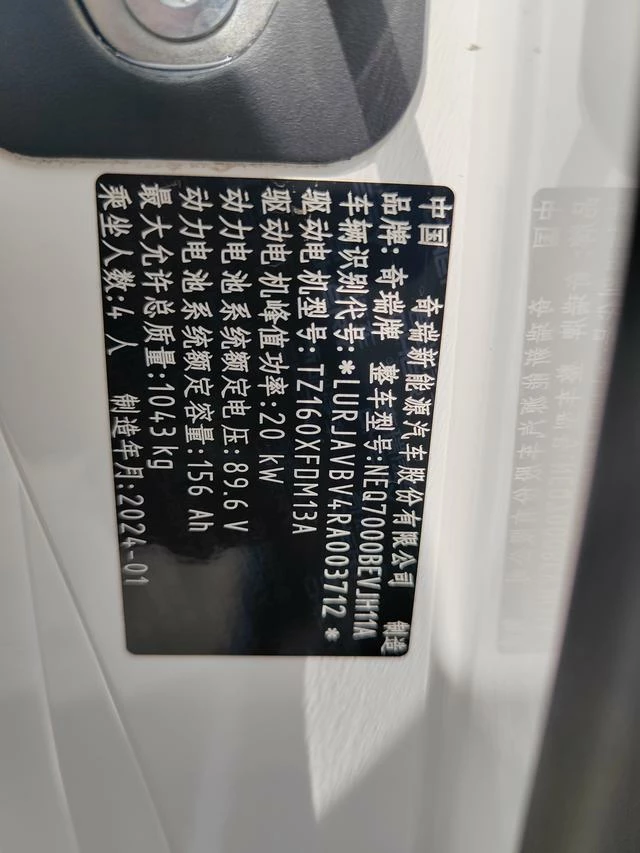 中国 奇瑞新能源汽车股份有限公司 制造
品牌:奇瑞牌 整车型号:NEQ7000BEVJH11A
车辆识别代号:*LURJAVBV4RA003712*
驱动电机型号:TZ160XFDM13A
驱动电机峰值功率:20 kW
动力电池系统额定电压:89.6 V
动力电池系统额定容量:156 Ah
最大允许总质量:1043 kg
乘坐人数:4 人 制造年月:2024-01